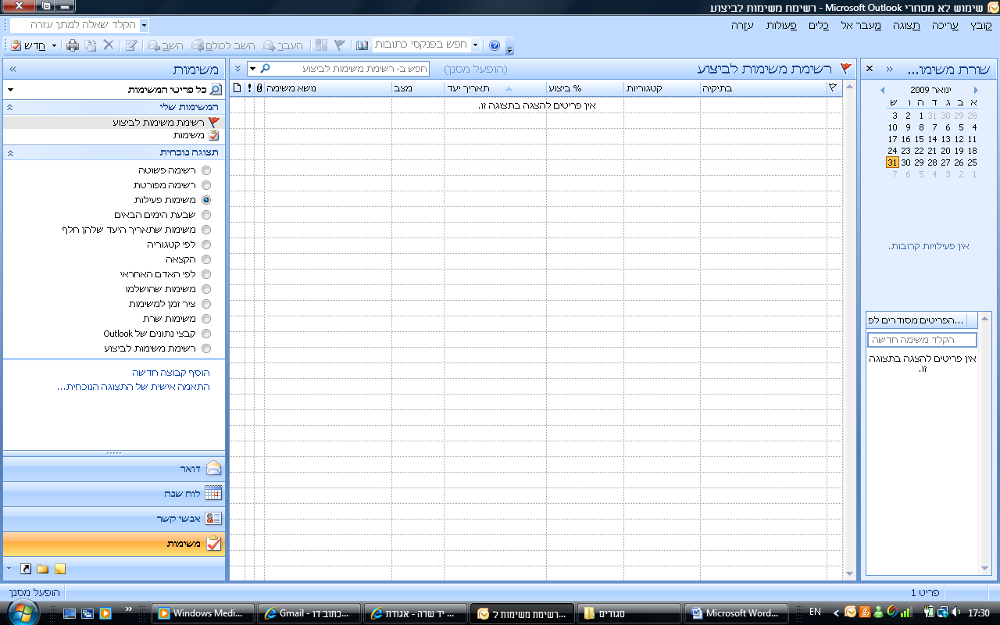 שימוש לא מסחרי Microsoft Outlook - רשימת משימות לביצוע
קובץ עריכה תצוגה מעבר אל כלים פעולות עזרה
הקלד שאלה למתן עזרה
חדש השב השב לכולם העבר חפש בפנקסי כתובות
שורת משימו...
ינואר 2009
א ב ג ד ה ו ש
28 29 30 31 1 2 3
4 5 6 7 8 9 10
11 12 13 14 15 16 17
18 19 20 21 22 23 24
25 26 27 28 29 30 31
1 2 3 4 5 6 7
אין פעילויות קרובות.
הפריטים מסודרים לפ...
הקלד משימה חדשה
אין פריטים להצגה בתצוגה
זו.
רשימת משימות לביצוע (הופעל מסנן) חפש ב- רשימת משימות לביצוע
נושא משימה מצב תאריך יעד % ביצוע קטגוריות בתיקיה
אין פריטים להצגה בתצוגה זו.
משימות
כל פריטי המשימות
המשימות שלי
רשימת משימות לביצוע
משימות
תצוגה נוכחית
רשימה פשוטה
רשימה מפורטת
משימות פעילות
שבעת הימים הבאים
משימות שתאריך היעד שלהן חלף
לפי קטגוריה
הקצאה
לפי האדם האחראי
משימות שהושלמו
ציר זמן למשימות
משימות שרת
קבצי נתונים של Outlook
רשימת משימות לביצוע
הוסף קבוצה חדשה
התאמה אישית של התצוגה הנוכחית...
דואר
לוח שנה
אנשי קשר
משימות
פריט 1 הופעל מסנן
Windows Medi...
Gmail - כתוב דו...
יד שרה - אגודת...
רשימת משימות ל...
סגורים
Microsoft Word...
EN
17:30